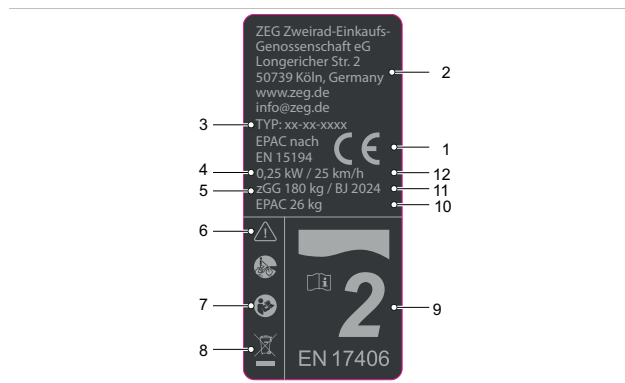 ZEG Zweirad-Einkaufs-
Genossenschaft eG
Longericher Str. 2
50739 Köln, Germany
www.zeg.de
info@zeg.de
TYP: xx-xx-xxxx
EPAC nach
EN 15194
CE
0,25 kW / 25 km/h
zGG 180 kg / BJ 2024
EPAC 26 kg
2
EN 17406
3
4
5
6
7
8
2
1
12
11
10
9